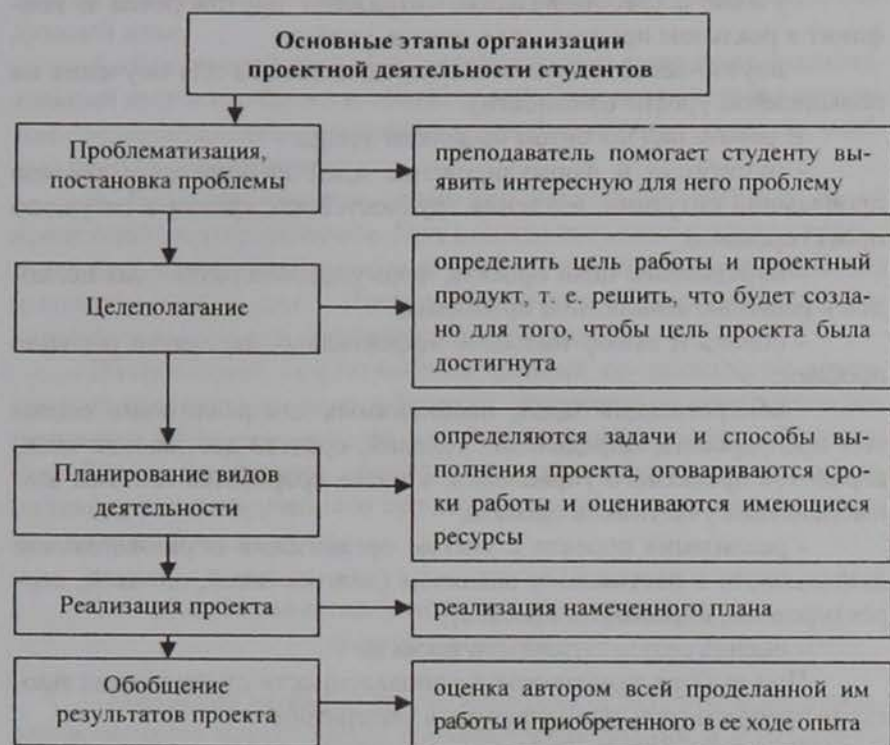 Основные этапы организации
проектной деятельности студентов
Проблематизация,
постановка проблемы
преподаватель помогает студенту вы-
явить интересную для него проблему
Целеполагание
определить цель работы и проектный
продукт, т. е. решить, что будет созда-
но для того, чтобы цель проекта была
достигнута
Планирование видов
деятельности
определяются задачи и способы вы-
полнения проекта, оговариваются сро-
ки работы и оцениваются имеющиеся
ресурсы
Реализация проекта
реализация намеченного плана
Обобщение
результатов проекта
оценка автором всей проделанной им
работы и приобретенного в ее ходе опыта